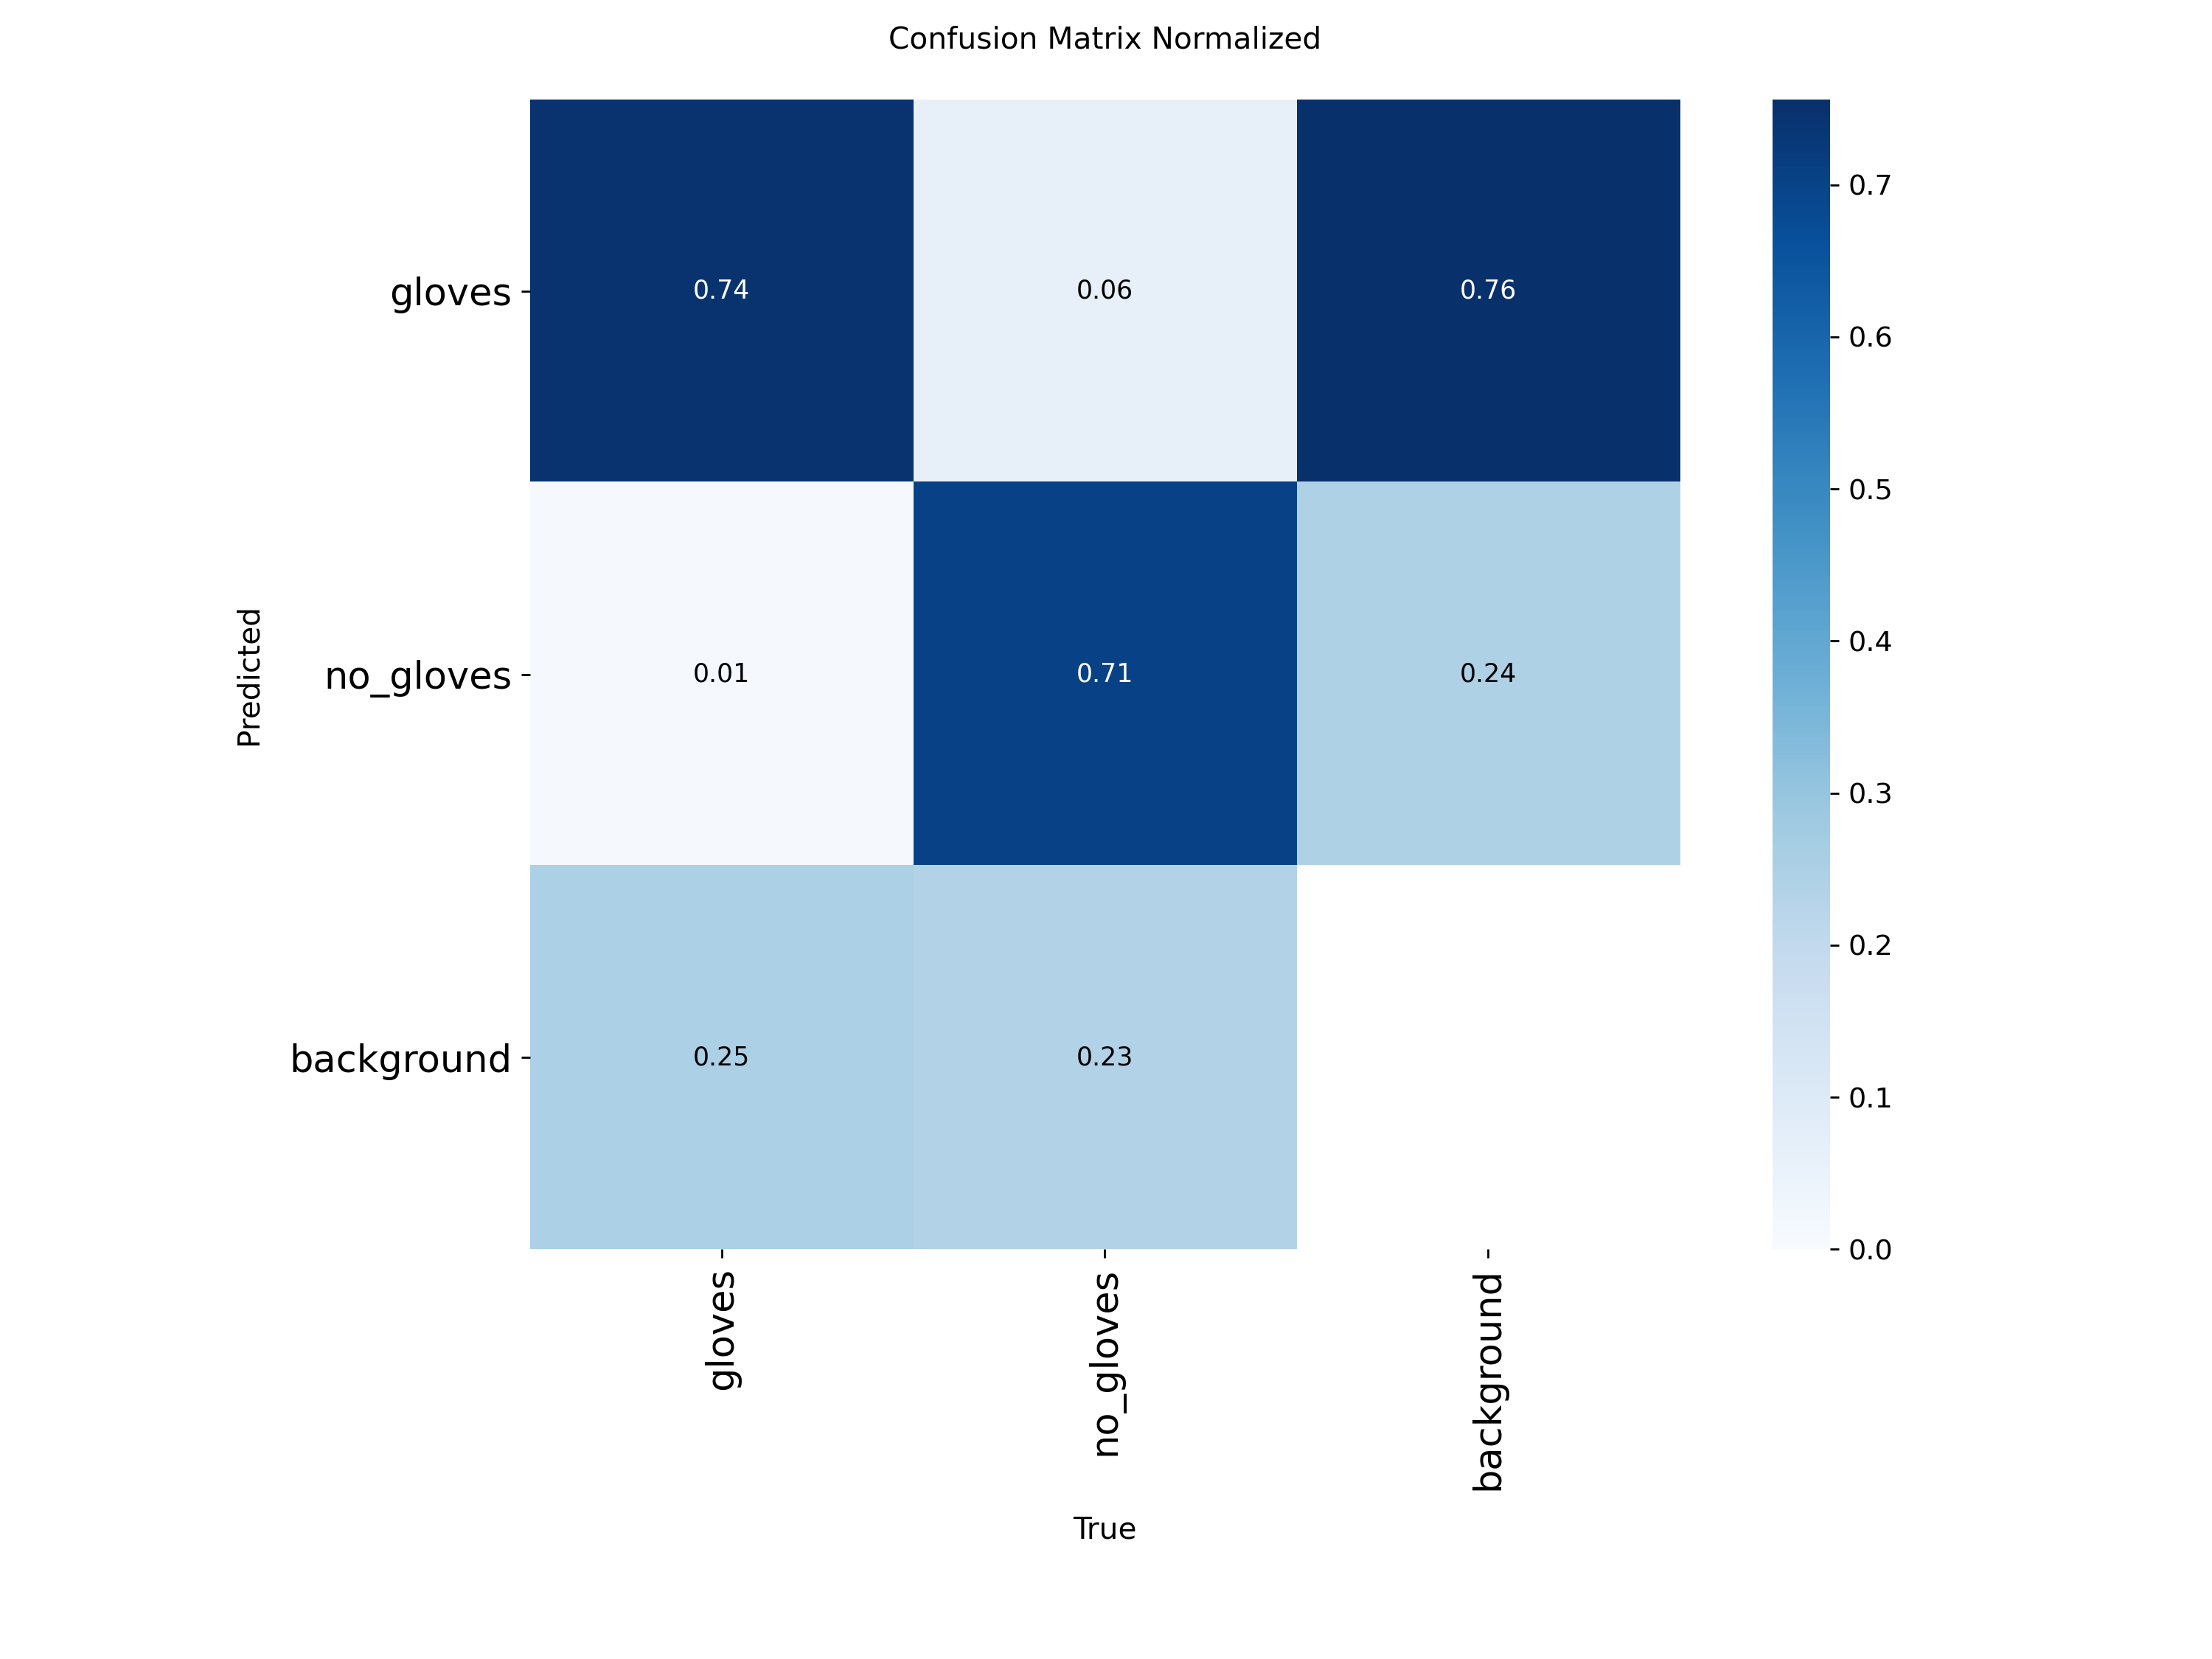 Confusion Matrix Normalized
gloves 0.74 0.06 0.76
no_gloves 0.01 0.71 0.24
background 0.25 0.23
gloves no_gloves background
Predicted
True
0.7
0.6
0.5
0.4
0.3
0.2
0.1
0.0